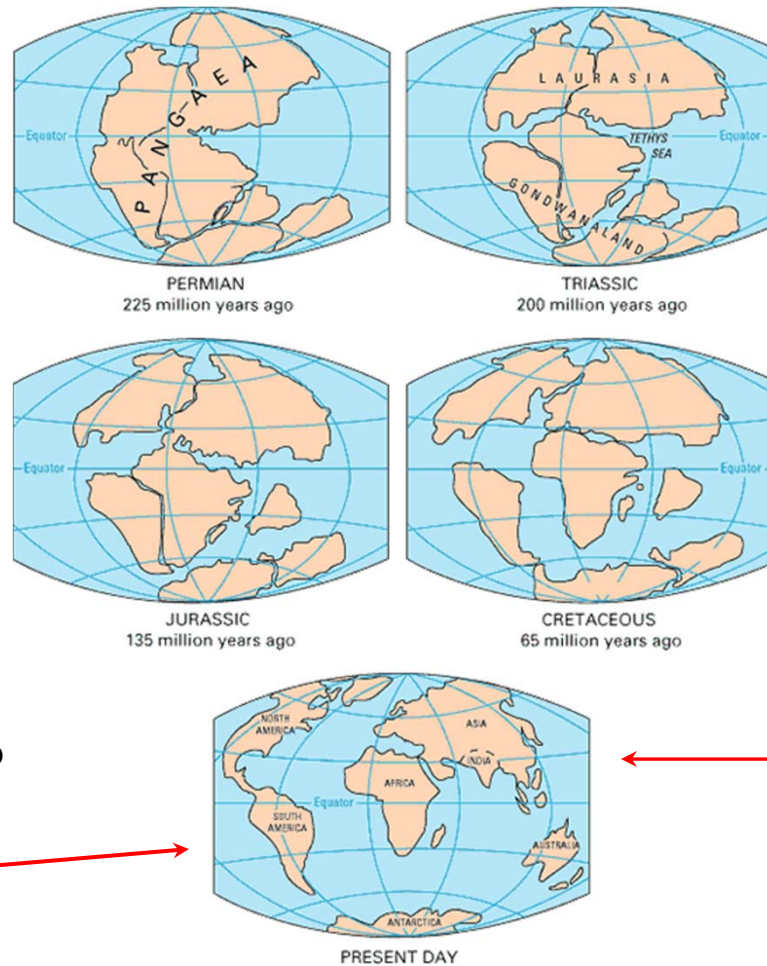 PANGAEA
Equator
PERMIAN
225 million years ago
LAURASIA
TETHYS
SEA
Equator
GONDWANALAND
TRIASSIC
200 million years ago
JURASSIC
135 million years ago
Equator
CRETACEOUS
65 million years ago
NORTH
AMERICA
ASIA
INDIA
AFRICA
Equator
SOUTH
AMERICA
AUSTRALIA
ANTARCTICA
PRESENT DAY